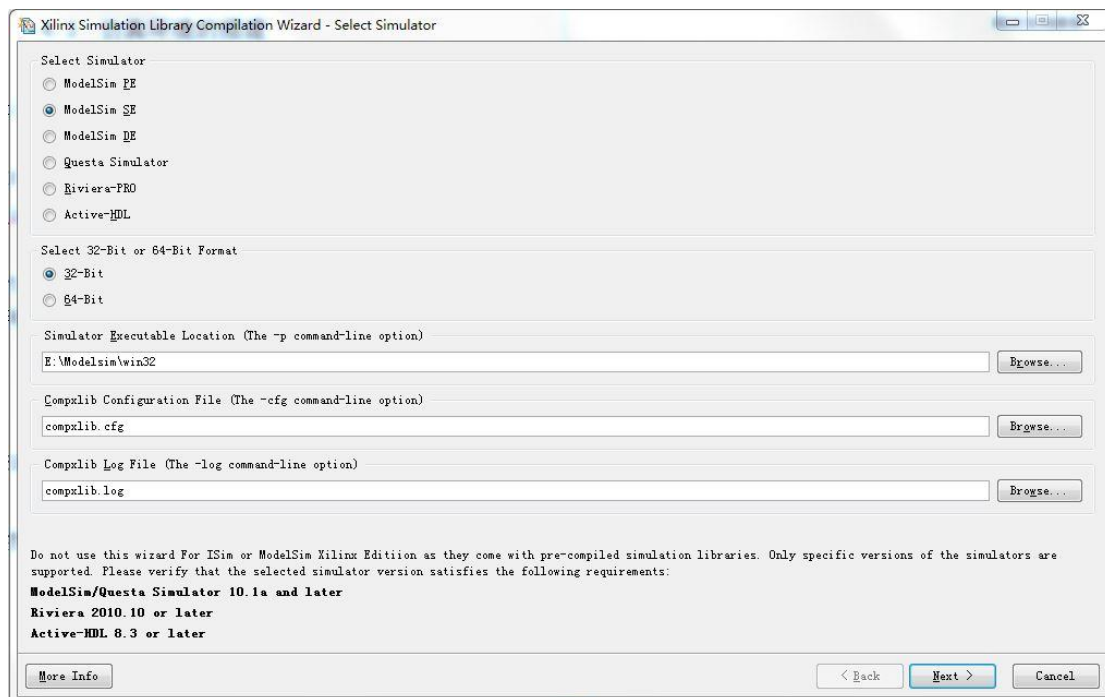 Xilinx Simulation Library Compilation Wizard - Select Simulator
Select Simulator
ModelSim PE
ModelSim SE
ModelSim DE
Questa Simulator
Riviera-PRO
Active-HDL
Select 32-Bit or 64-Bit Format
32-Bit
64-Bit
Simulator Executable Location (The -p command-line option)
E:\Modelsim\win32
Browse...
Compxlib Configuration File (The -cfg command-line option)
compxlib.cfg
Browse...
Compxlib Log File (The -log command-line option)
compxlib.log
Browse...
Do not use this wizard For ISim or ModelSim Xilinx Editiion as they come with pre-compiled simulation libraries. Only specific versions of the simulators are
supported. Please verify that the selected simulator version satisfies the following requirements:
ModelSim/Questa Simulator 10.1a and later
Riviera 2010.10 or later
Active-HDL 8.3 or later
More Info
< Back
Next >
Cancel